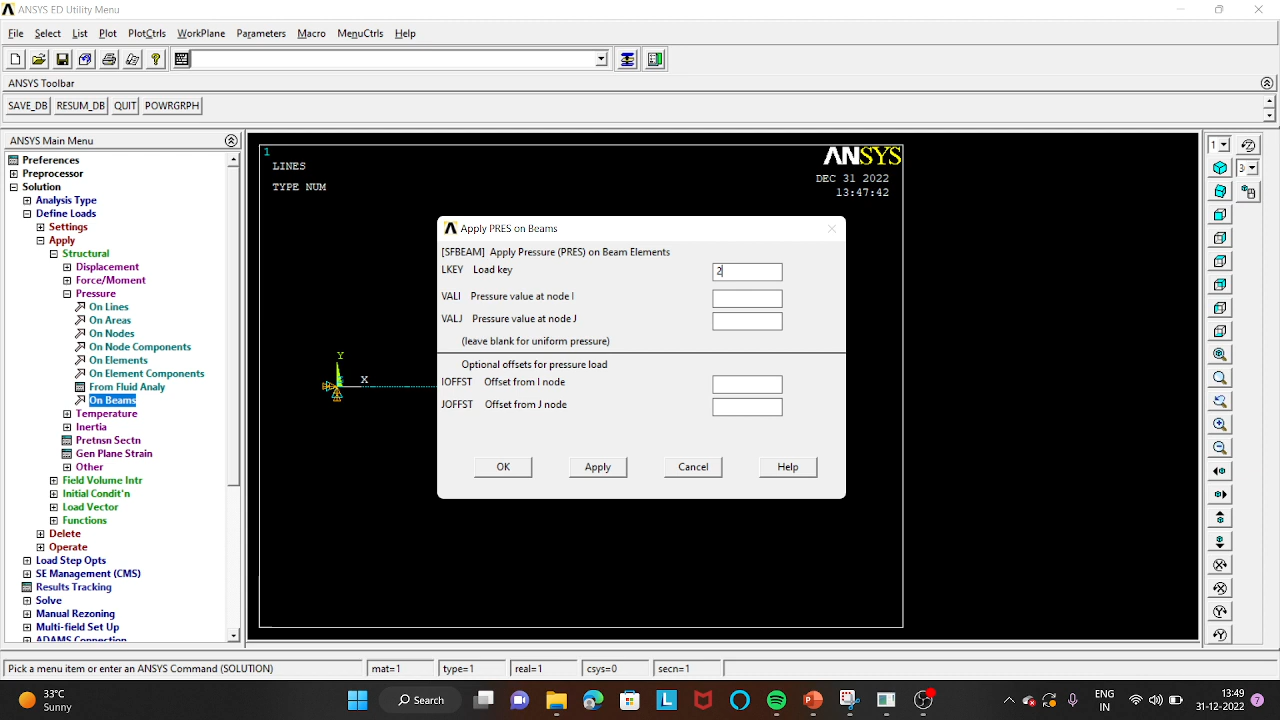 ANSYS ED Utility Menu
File Select List Plot PlotCtrls WorkPlane Parameters Macro MenuCtrls Help
ANSYS Toolbar
SAVE_DB RESUM_DB QUIT POWRGRPH
ANSYS Main Menu
Preferences
Preprocessor
Solution
Analysis Type
Define Loads
Settings
Apply
Structural
Displacement
Force/Moment
Pressure
On Lines
On Areas
On Nodes
On Node Components
On Elements
On Element Components
From Fluid Analy
On Beams
Temperature
Inertia
Pretnsn Sectn
Gen Plane Strain
Other
Field Volume Intr
Initial Condit'n
Load Vector
Functions
Delete
Operate
Load Step Opts
SE Management (CMS)
Results Tracking
Solve
Manual Rezoning
Multi-field Set Up
ADAMS Connection
1
LINES
TYPE NUM
ANSYS
DEC 31 2022
13:47:42
Y
X
Apply PRES on Beams
[SFBEAM] Apply Pressure (PRES) on Beam Elements
LKEY Load key 2
VALI Pressure value at node I
VALJ Pressure value at node J
(leave blank for uniform pressure)
Optional offsets for pressure load
IOFFST Offset from I node
JOFFST Offset from J node
OK Apply Cancel Help
1
3
Pick a menu item or enter an ANSYS Command (SOLUTION) mat=1 type=1 real=1 csys=0 secn=1
33°C
Sunny
Search
ENG
IN
13:49
31-12-2022
7